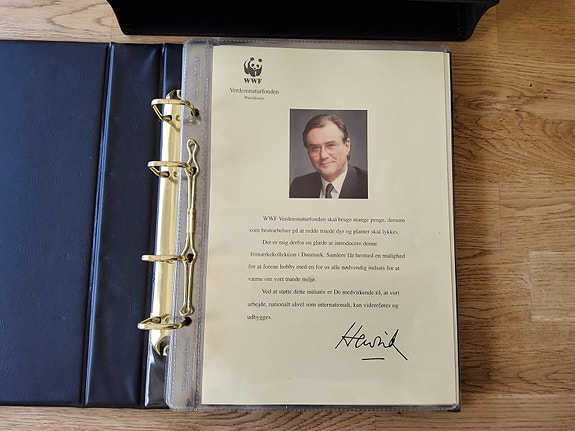 WWF
Verdensnaturfonden
Præsidenten
WWF Verdensnaturfonden skal bruge mange penge, dersom
vore bestræbelser på at redde truede dyr og planter skal lykkes.
Det er mig derfor en glæde at introducere denne
frimærkekollektion i Danmark. Samlere får hermed en mulighed
for at forene hobby med en for os alle nødvendig indsats for at
værne om vort truede miljø.
Ved at støtte dette initiativ er De medvirkende til, at vort
arbejde, nationalt såvel som internationalt, kan videreføres og
udbygges.
Henrik